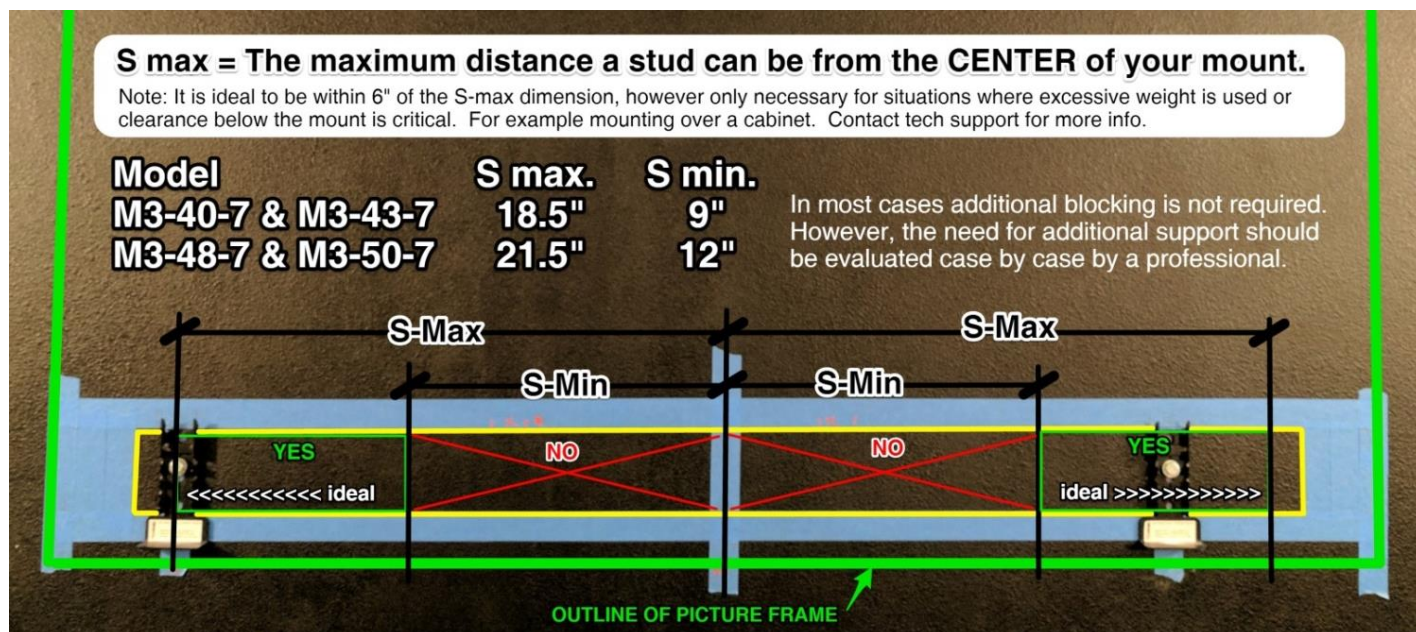 S max = The maximum distance a stud can be from the CENTER of your mount.
Note: It is ideal to be within 6" of the S-max dimension, however only necessary for situations where excessive weight is used or
clearance below the mount is critical. For example mounting over a cabinet. Contact tech support for more info.
Model S max. S min.
M3-40-7 & M3-43-7 18.5" 9"
M3-48-7 & M3-50-7 21.5" 12"
In most cases additional blocking is not required.
However, the need for additional support should
be evaluated case by case by a professional.
S-Max S-Max
S-Min S-Min
YES NO NO YES
<<<<<<<<<<< ideal ideal >>>>>>>>>>>>
OUTLINE OF PICTURE FRAME